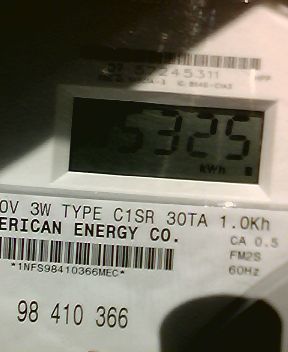 5325
kWh
0V 3W TYPE C1SR 30TA 1.0Kh
ERICAN ENERGY CO.
CA 0.5
*1NFS98410366MEC*
FM2S
60Hz
98 410 366